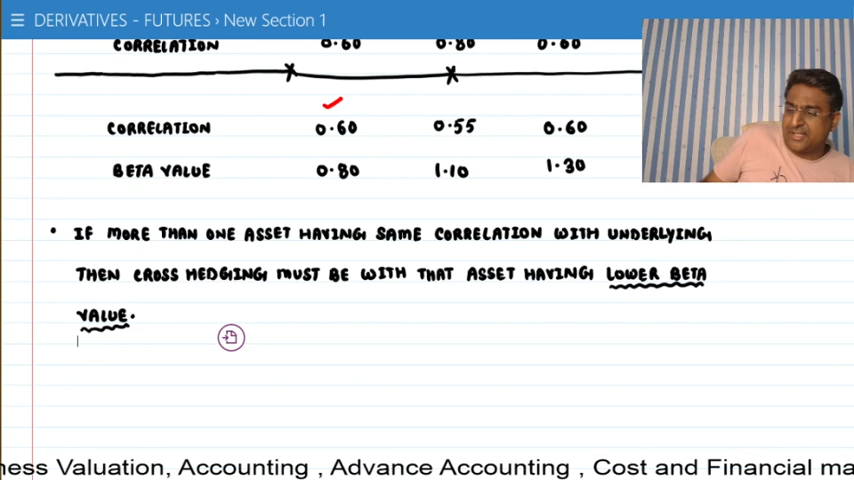 DERIVATIVES - FUTURES › New Section 1
CORRELATION 0.60 0.80 0.60
CORRELATION 0.60 0.55 0.60
BETA VALUE 0.80 1.10 1.30
• IF MORE THAN ONE ASSET HAVING SAME CORRELATION WITH UNDERLYING,
THEN CROSS HEDGING MUST BE WITH THAT ASSET HAVING LOWER BETA
VALUE.
ness Valuation, Accounting , Advance Accounting , Cost and Financial ma